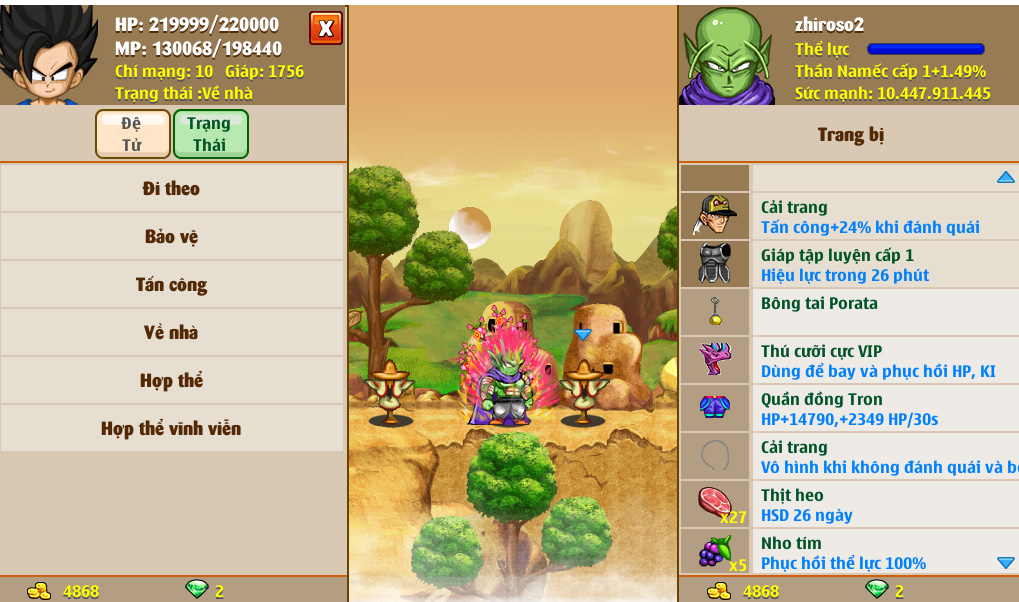 HP: 219999/220000
MP: 130068/198440
Chí mạng: 10 Giáp: 1756
Trạng thái :Về nhà
X
Đệ
Tử
Trạng
Thái
Đi theo
Bảo vệ
Tấn công
Về nhà
Hợp thể
Hợp thể vĩnh viễn
4868
2
zhiroso2
Thể lực
Thần Namếc cấp 1+1.49%
Sức mạnh: 10.447.911.445
Trang bị
Cải trang
Tấn công+24% khi đánh quái
Giáp tập luyện cấp 1
Hiệu lực trong 26 phút
Bông tai Porata
Thú cưỡi cực VIP
Dùng để bay và phục hồi HP, KI
Quần đồng Tron
HP+14790,+2349 HP/30s
Cải trang
Vô hình khi không đánh quái và
Thịt heo
x27
HSD 26 ngày
Nho tím
x5
Phục hồi thể lực 100%
4868
2